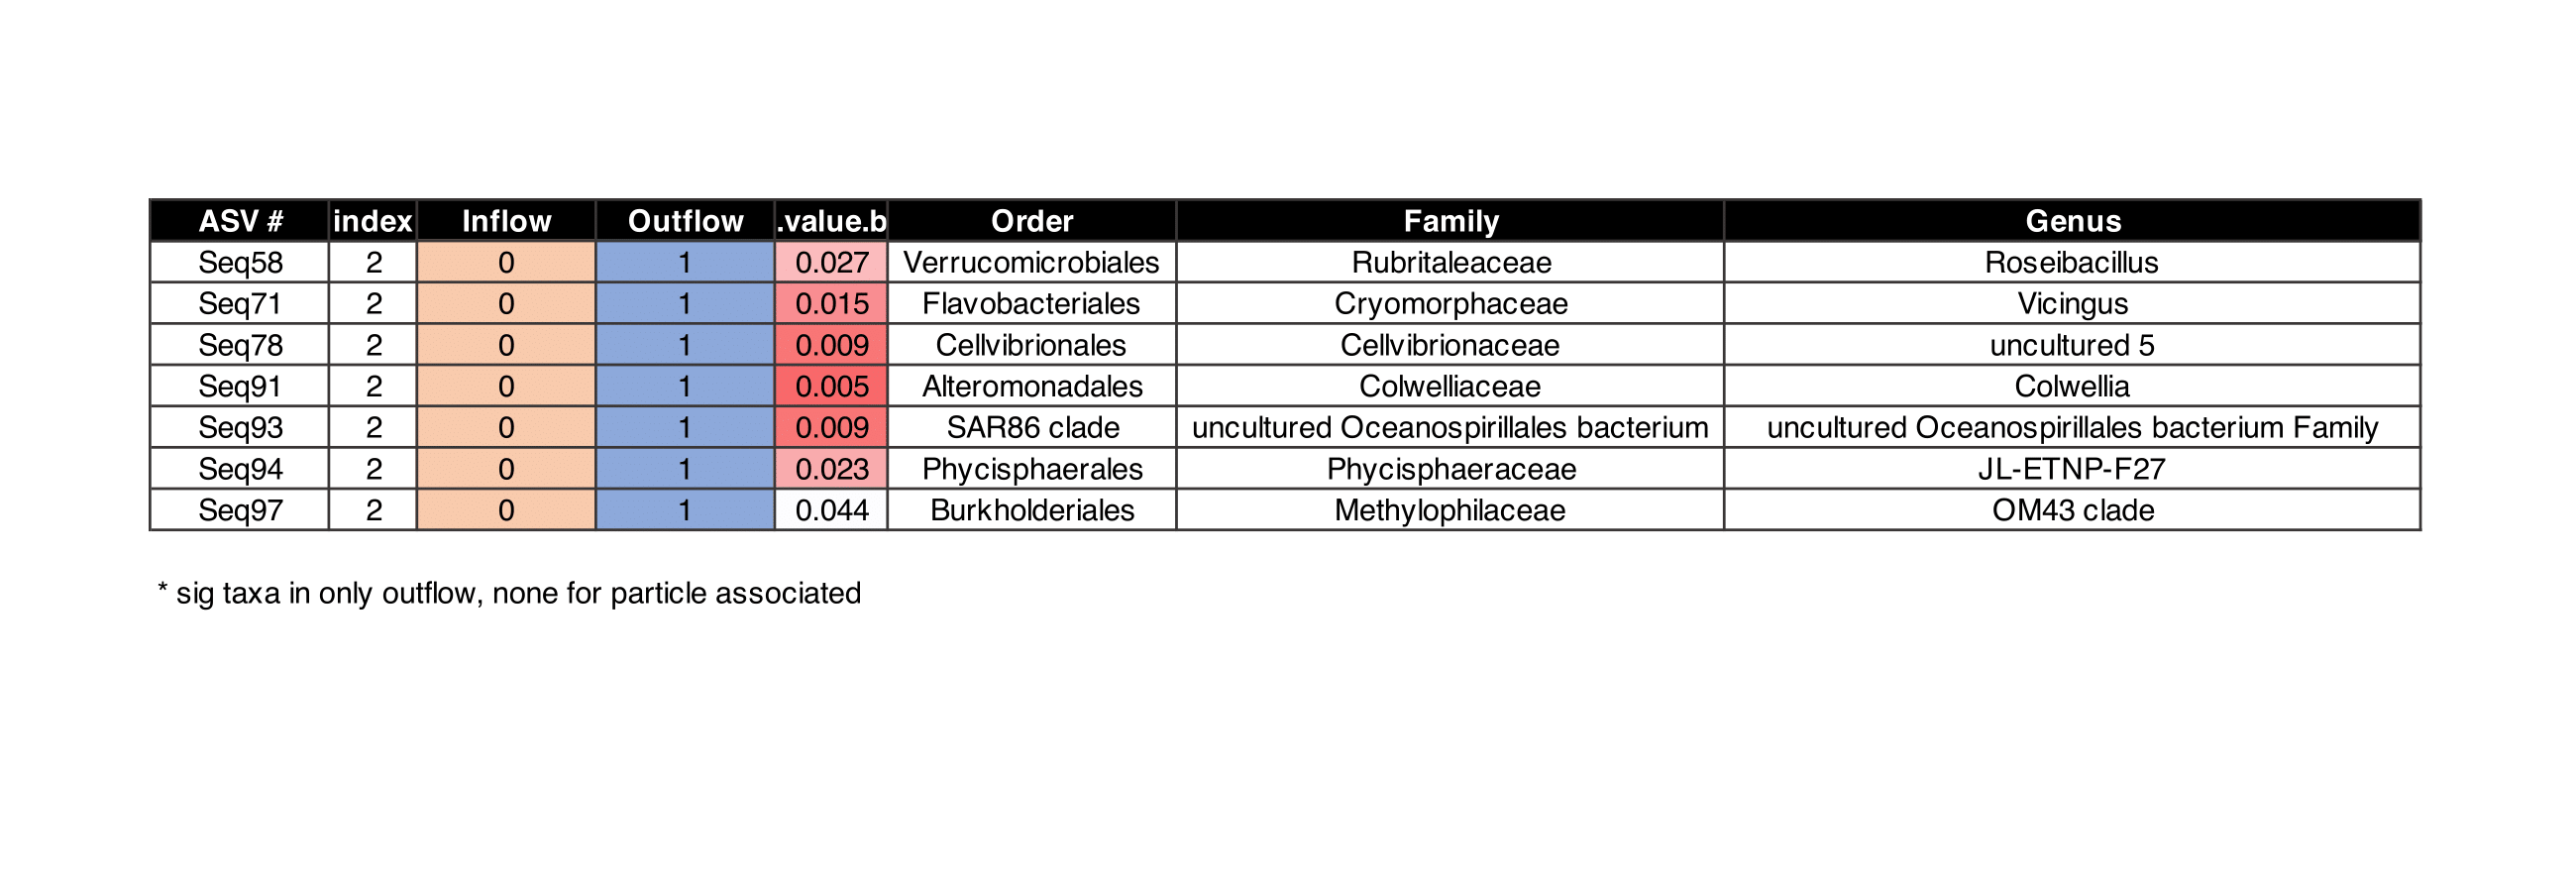 ASV # index Inflow Outflow .value.b Order Family Genus
Seq58 2 0 1 0.027 Verrucomicrobiales Rubritaleaceae Roseibacillus
Seq71 2 0 1 0.015 Flavobacteriales Cryomorphaceae Vicingus
Seq78 2 0 1 0.009 Cellvibrionales Cellvibrionaceae uncultured 5
Seq91 2 0 1 0.005 Alteromonadales Colwelliaceae Colwellia
Seq93 2 0 1 0.009 SAR86 clade uncultured Oceanospirillales bacterium uncultured Oceanospirillales bacterium Family
Seq94 2 0 1 0.023 Phycisphaerales Phycisphaeraceae JL-ETNP-F27
Seq97 2 0 1 0.044 Burkholderiales Methylophilaceae OM43 clade
* sig taxa in only outflow, none for particle associated